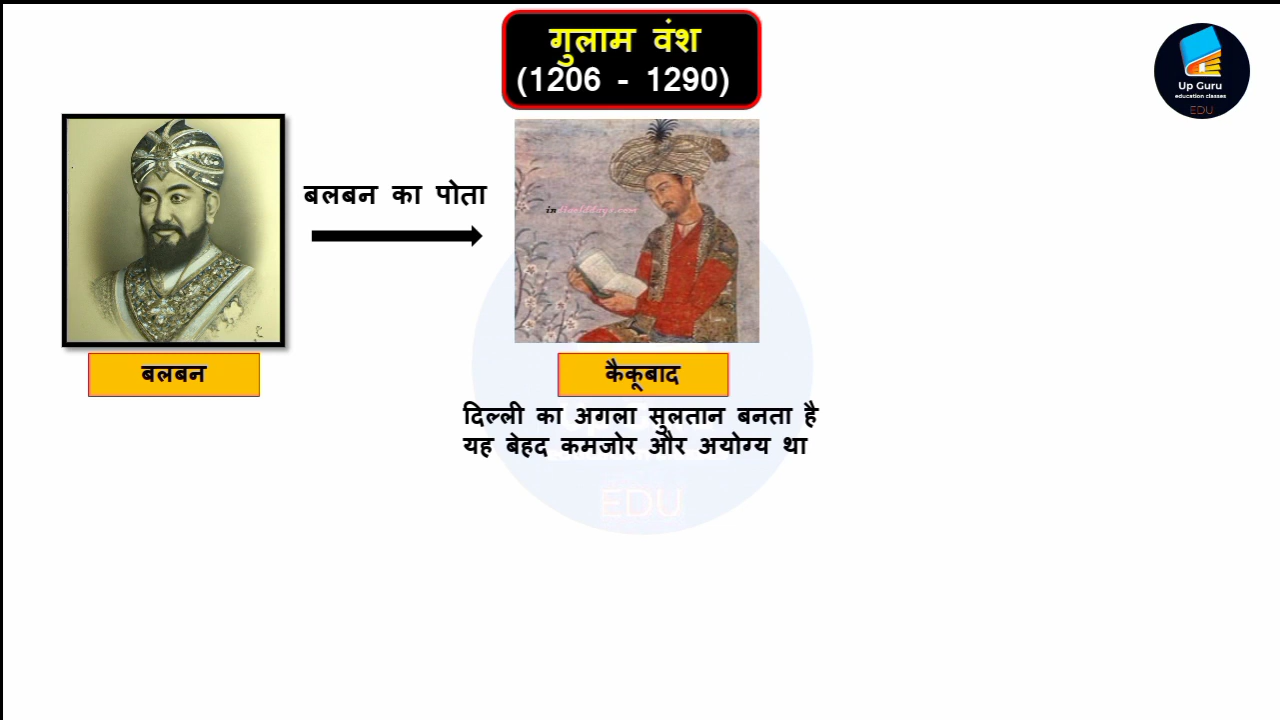 गुलाम वंश
(1206 - 1290)
Up Guru
education classes
EDU
बलबन का पोता
बलबन
कैकूबाद
दिल्ली का अगला सुलतान बनता है
यह बेहद कमजोर और अयोग्य था
EDU